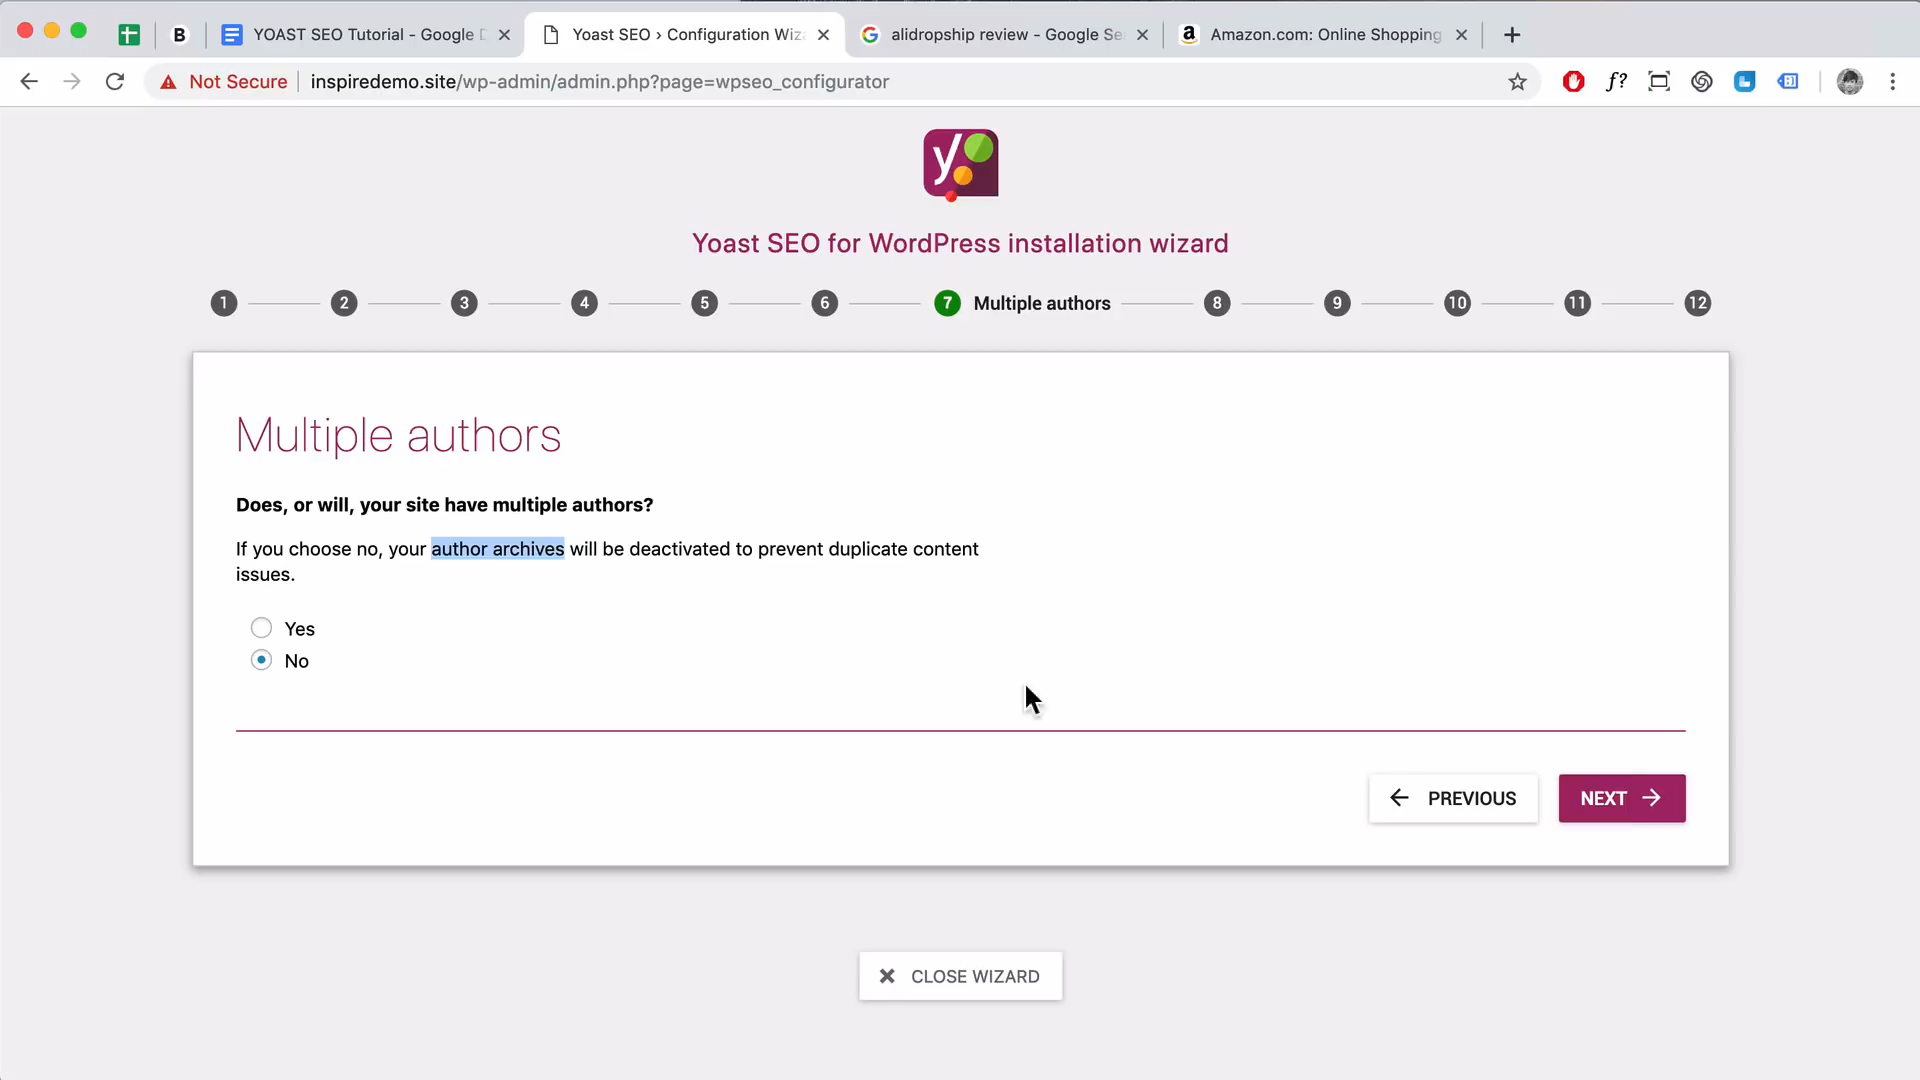 B
YOAST SEO Tutorial - Google D
Yoast SEO › Configuration Wiza
alidropship review - Google Se
Amazon.com: Online Shopping
Not Secure
inspiredemo.site/wp-admin/admin.php?page=wpseo_configurator
f?
Yoast SEO for WordPress installation wizard
1 2 3 4 5 6 7 Multiple authors 8 9 10 11 12
Multiple authors
Does, or will, your site have multiple authors?
If you choose no, your author archives will be deactivated to prevent duplicate content
issues.
Yes
No
PREVIOUS
NEXT
CLOSE WIZARD